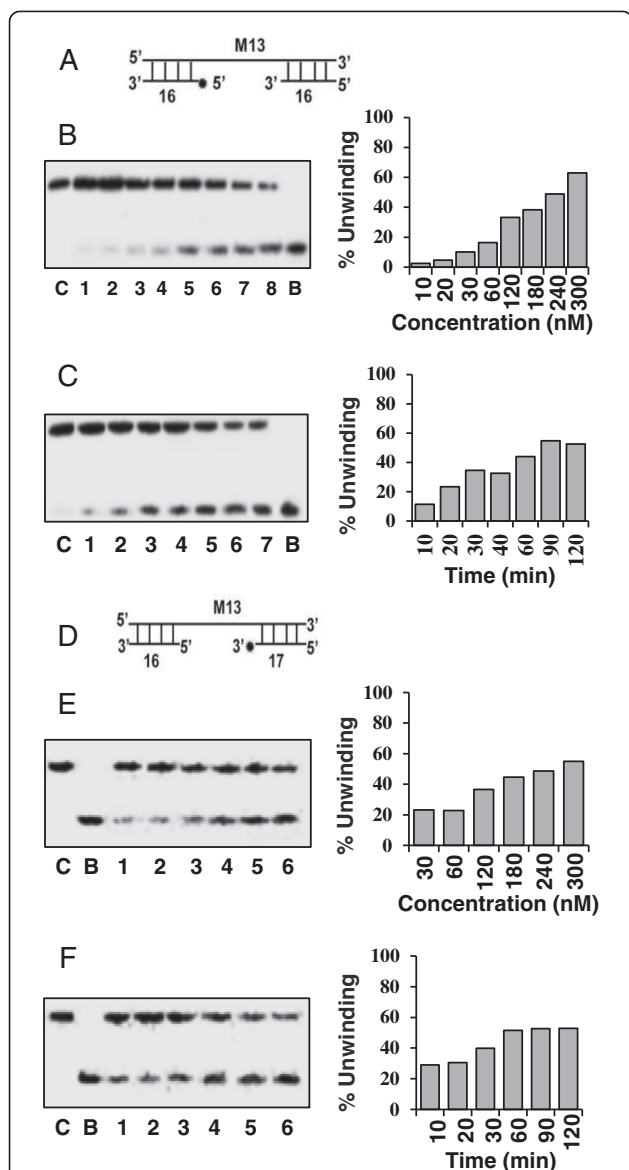 A
M13
5' 3'
3' 5' 3' 5'
16 16
B
C 1 2 3 4 5 6 7 8 B
% Unwinding
100
80
60
40
20
0
10 20 30 60 120 180 240 300
Concentration (nM)
C
C 1 2 3 4 5 6 7 B
% Unwinding
100
80
60
40
20
0
10 20 30 40 60 90 120
Time (min)
D
M13
5' 3'
3' 5' 3' 5'
16 17
E
C B 1 2 3 4 5 6
% Unwinding
100
80
60
40
20
0
30 60 120 180 240 300
Concentration (nM)
F
C B 1 2 3 4 5 6
% Unwinding
100
80
60
40
20
0
10 20 30 60 90 120
Time (min)